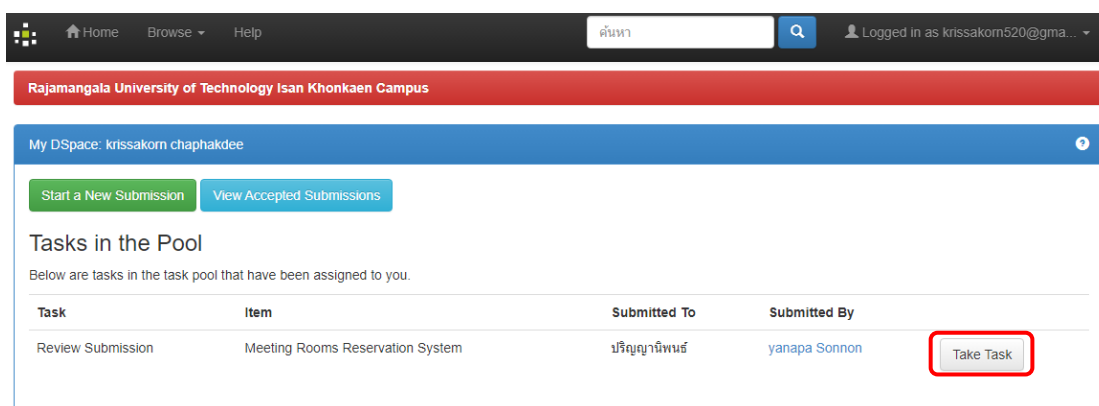 Home Browse Help ค้นหา Logged in as krissakorn520@gma...
Rajamangala University of Technology Isan Khonkaen Campus
My DSpace: krissakorn chaphakdee ?
Start a New Submission View Accepted Submissions
Tasks in the Pool
Below are tasks in the task pool that have been assigned to you.
Task Item Submitted To Submitted By
Review Submission Meeting Rooms Reservation System ปริญญานิพนธ์ yanapa Sonnon Take Task